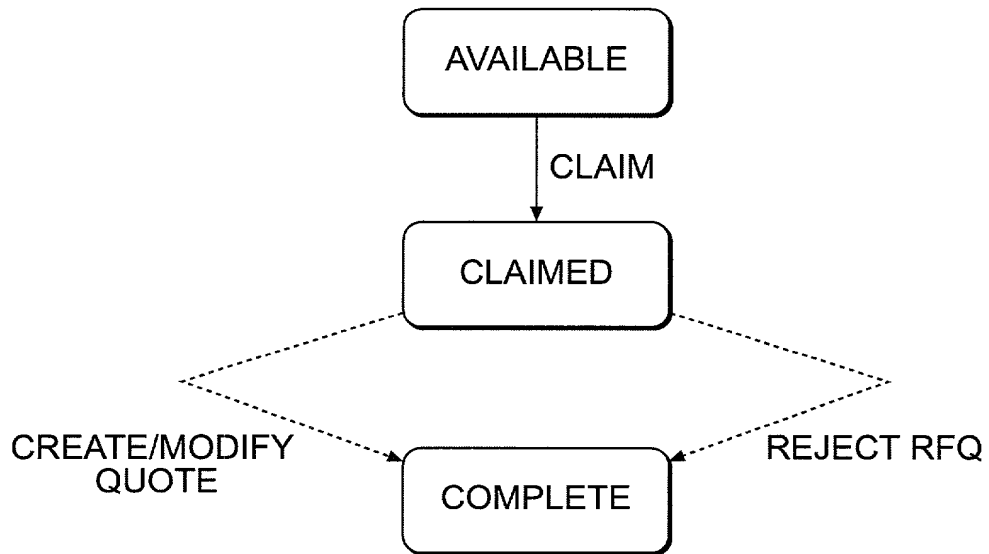 AVAILABLE
CLAIM
CLAIMED
CREATE/MODIFY
QUOTE
REJECT RFQ
COMPLETE